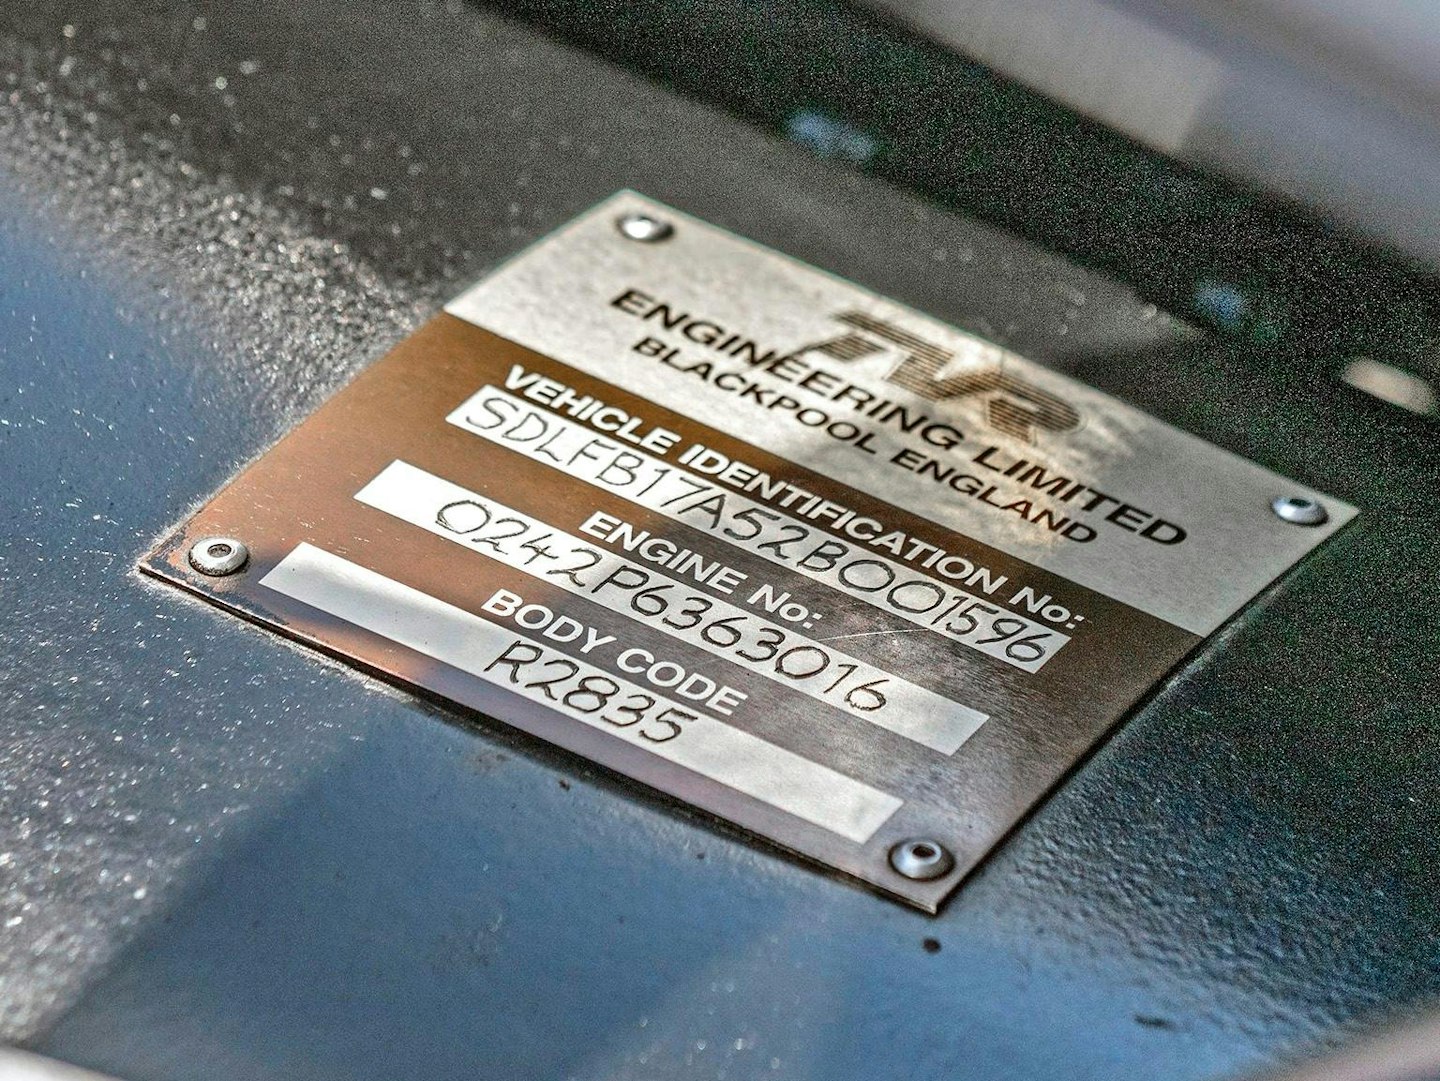 TVR
ENGINEERING LIMITED
BLACKPOOL ENGLAND
VEHICLE IDENTIFICATION No:
SDLFB17A52B001596
ENGINE No:
0242P6363016
BODY CODE
R2835